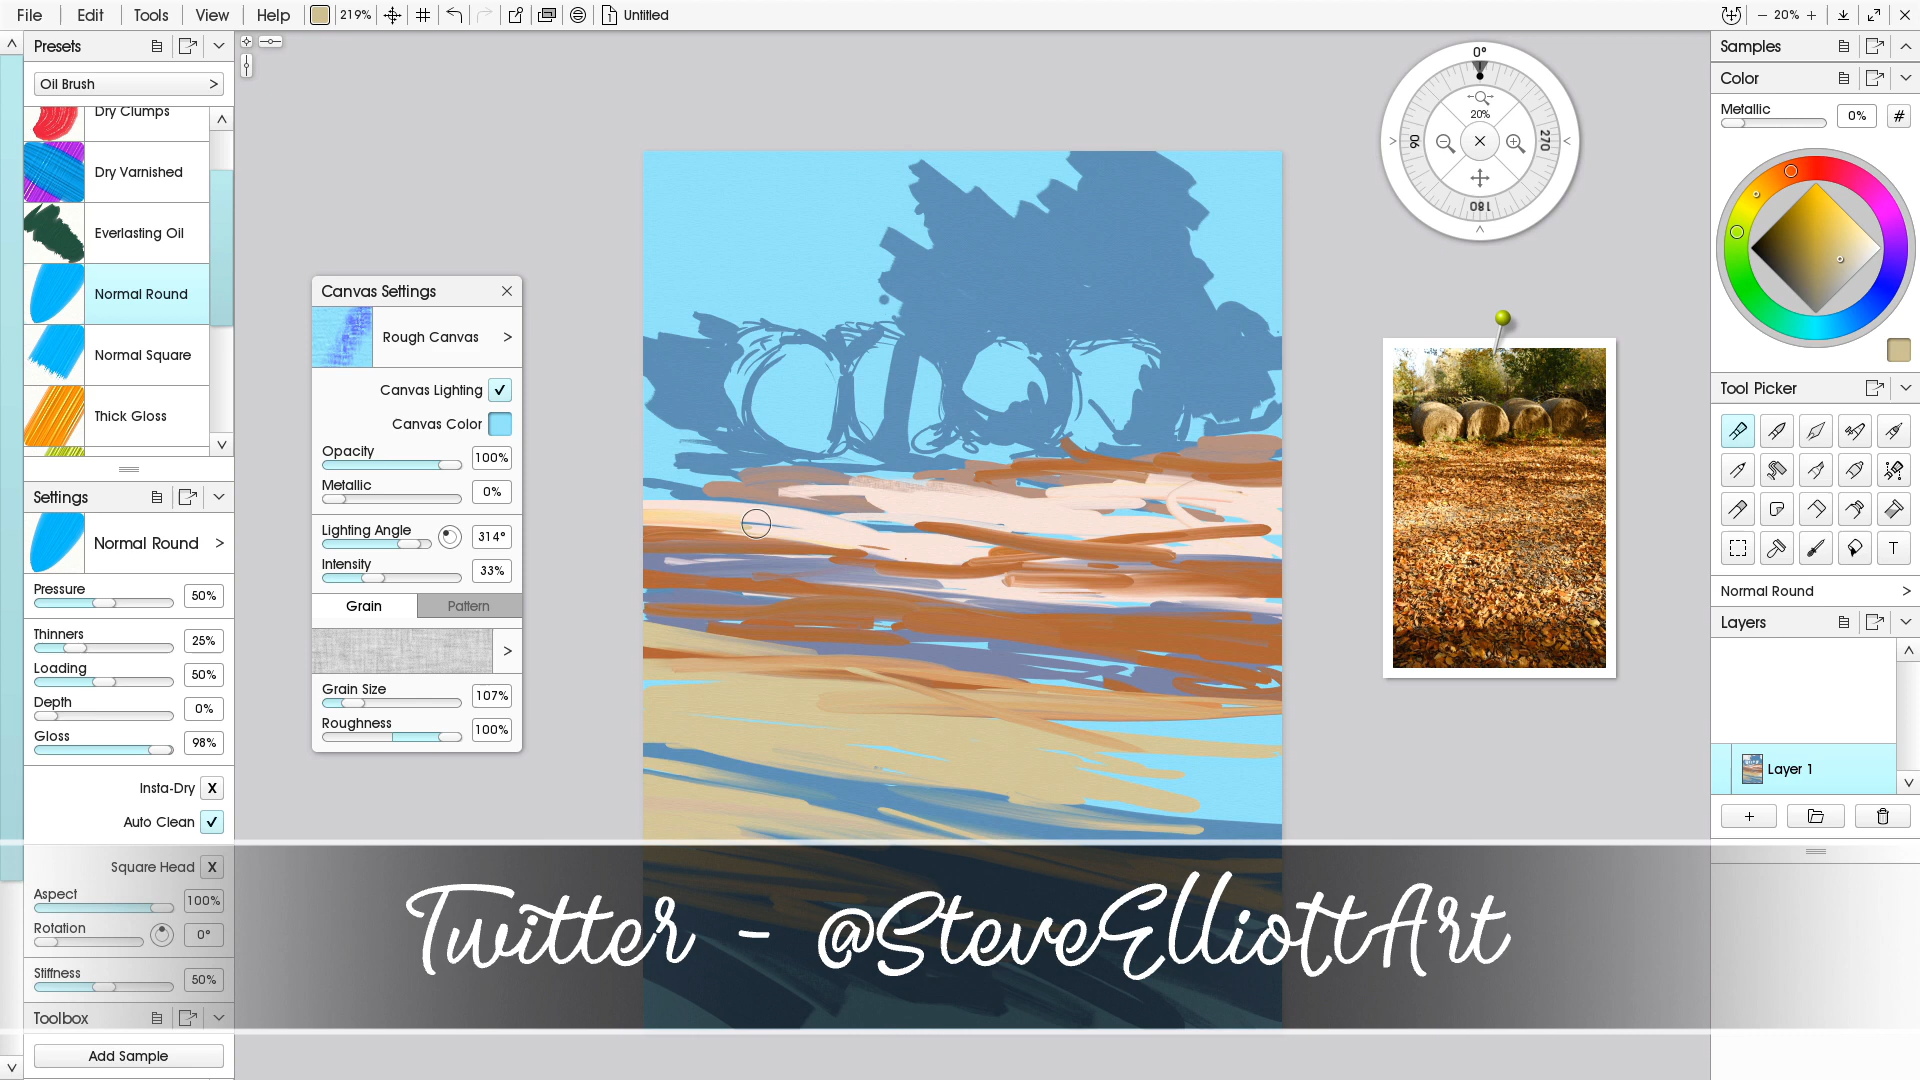 File Edit Tools View Help 219% Untitled 20%
Presets
Oil Brush >
Dry Clumps
Dry Varnished
Everlasting Oil
Normal Round
Normal Square
Thick Gloss
Settings
Normal Round >
Pressure 50%
Thinners 25%
Loading 50%
Depth 0%
Gloss 98%
Insta-Dry X
Auto Clean
Square Head X
Aspect 100%
Rotation 0°
Stiffness 50%
Toolbox
Add Sample
Canvas Settings
Rough Canvas >
Canvas Lighting
Canvas Color
Opacity 100%
Metallic 0%
Lighting Angle 314°
Intensity 33%
Grain Pattern
Grain Size 107%
Roughness 100%
0°
20%
90
270
180
Samples
Color
Metallic 0% #
Tool Picker
T
Normal Round >
Layers
Layer 1
Twitter - @SteveElliottArt